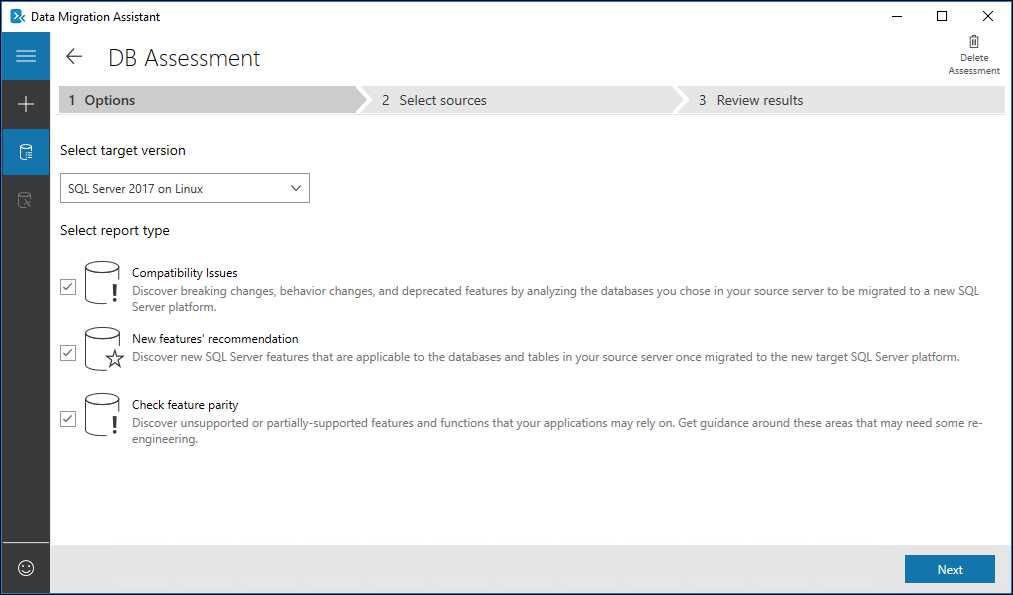 Data Migration Assistant
DB Assessment
Delete
Assessment
1 Options
2 Select sources
3 Review results
Select target version
SQL Server 2017 on Linux
Select report type
Compatibility Issues
Discover breaking changes, behavior changes, and deprecated features by analyzing the databases you chose in your source server to be migrated to a new SQL
Server platform.
New features' recommendation
Discover new SQL Server features that are applicable to the databases and tables in your source server once migrated to the new target SQL Server platform.
Check feature parity
Discover unsupported or partially-supported features and functions that your applications may rely on. Get guidance around these areas that may need some re-
engineering.
Next